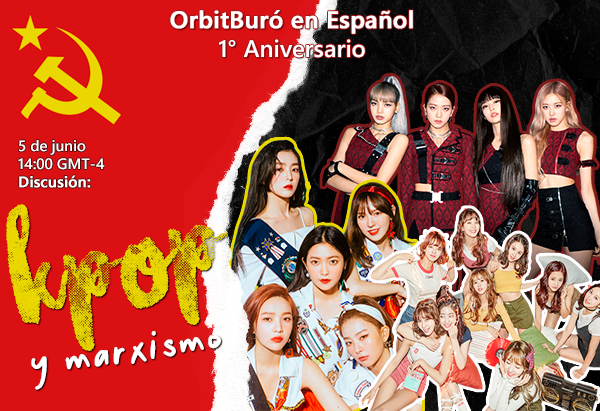 OrbitBuró en Español
1° Aniversario
5 de junio
14:00 GMT-4
Discusión:
kpop
y marxismo